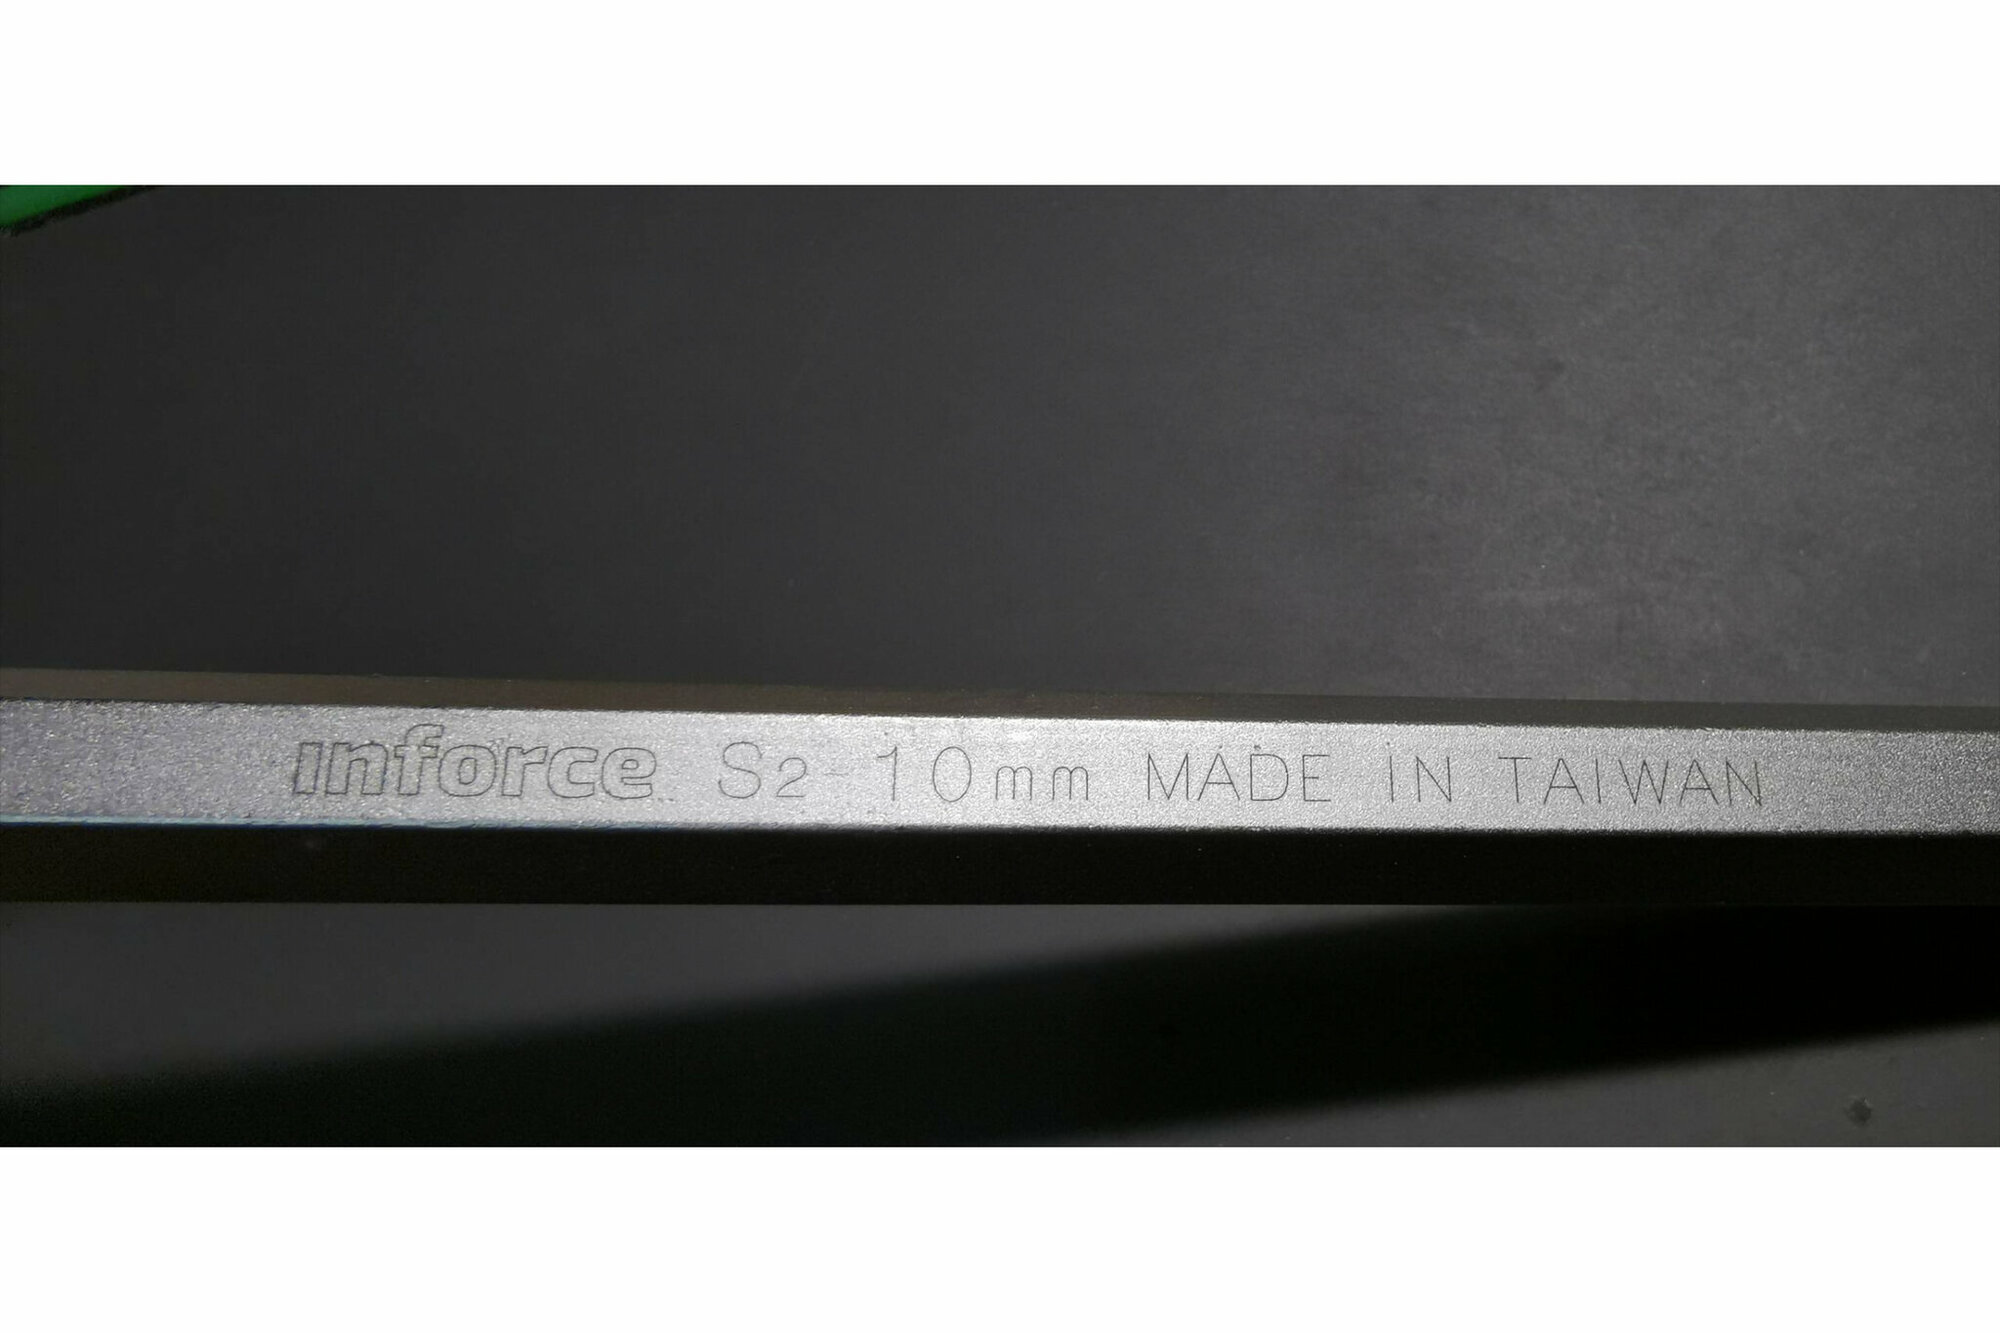 inforce S2-10mm MADE IN TAIWAN